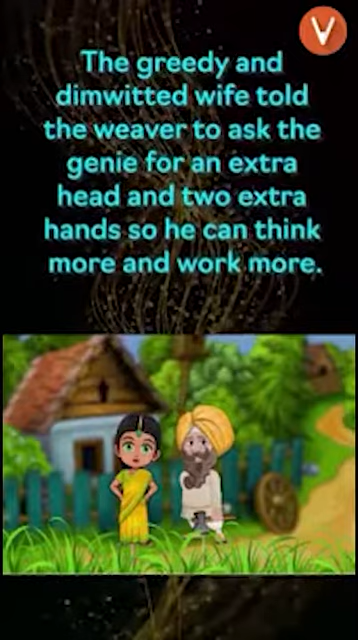 V
The greedy and
dimwitted wife told
the weaver to ask the
genie for an extra
head and two extra
hands so he can think
more and work more.